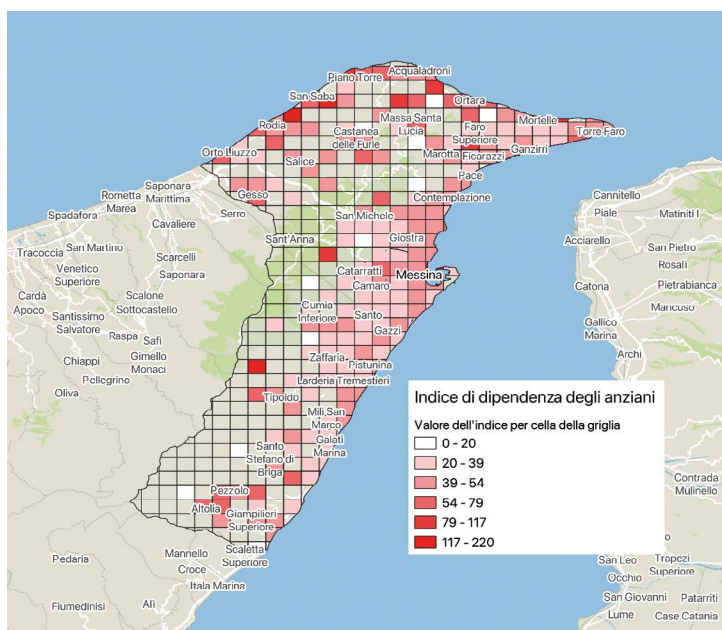 Piano Torre
Acqualadroni
San Saba
Ortara
Rodia
Massa Santa
Lucia
Faro
Superiore
Mortelle
Castanea
delle Furie
Torre Faro
Orto Liuzzo
Salice
Marotta
Ficarazzi
Ganzirri
Pace
Saponara
Marittima
Gesso
Contemplazione
Cannitello
Rometta
Marea
Spadafora
Cavaliere
Serro
San Michele
Piale
Matiniti I
Sant'Anna
Giostra
Acciarello
San Pietro
Tracoccia
San Martino
Scarcelli
Rosalì
Venetico
Superiore
Saponara
Catarratti
Messina
Catona
Pietrabianca
Camaro
Cardà
Apoco
Scalone
Sottocastello
Cumia
Inferiore
Santo
Gallico
Marina
Mancuso
Santissimo
Salvatore
Raspa
Safi
Gazzi
Gimello
Monaci
Chiappi
Zaffaria
Pistunina
Archi
Pellegrino
Larderia
Tremestieri
Oliva
Tipoldo
Mili San
Marco
Galati
Marina
Santo
Stefano di
Briga
Pezzolo
Altolia
Giampilieri
Superiore
Mannello
Scaletta
Superiore
Croce
Pedaria
Itala Marina
Alì
Fiumedinisi
Indice di dipendenza degli anziani
Valore dell'indice per cella della griglia
0 - 20
20 - 39
39 - 54
54 - 79
79 - 117
117 - 220
Contrada
Mulinello
San Leo
Tropzi
Superiore
Occhio
San Giovanni
Patarriti
Lume
Case Catania